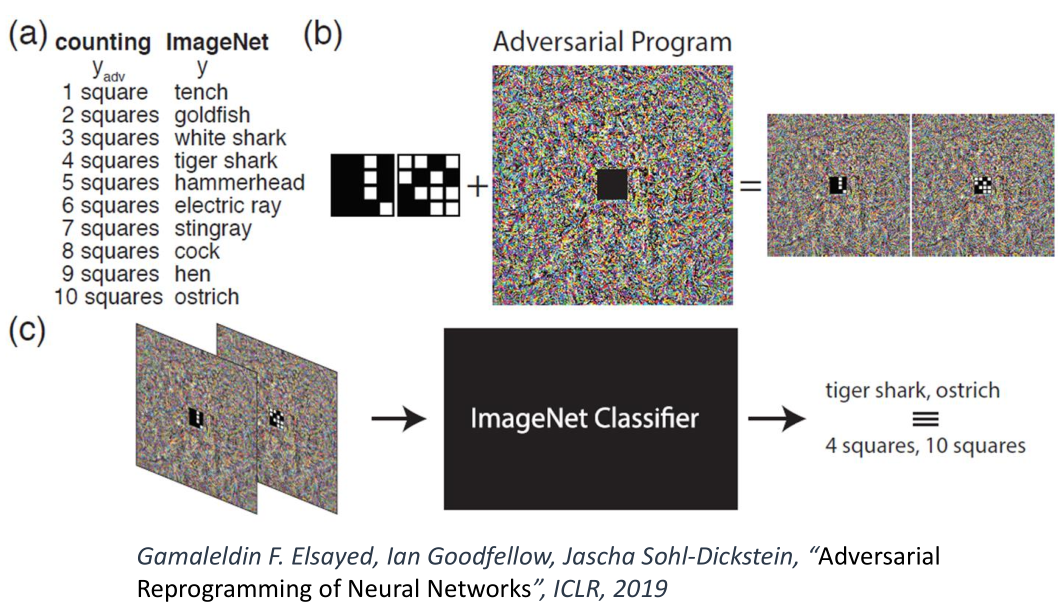 (a) counting ImageNet
y_adv y
1 square tench
2 squares goldfish
3 squares white shark
4 squares tiger shark
5 squares hammerhead
6 squares electric ray
7 squares stingray
8 squares cock
9 squares hen
10 squares ostrich
(b) Adversarial Program
+ =
(c)
ImageNet Classifier
tiger shark, ostrich
≡
4 squares, 10 squares
Gamaleldin F. Elsayed, Ian Goodfellow, Jascha Sohl-Dickstein, “Adversarial
Reprogramming of Neural Networks”, ICLR, 2019